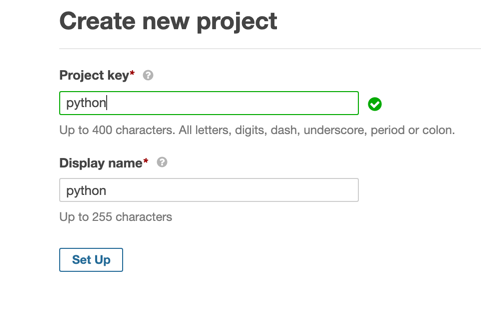 Create new project
Project key*
python
Up to 400 characters. All letters, digits, dash, underscore, period or colon.
Display name*
python
Up to 255 characters
Set Up